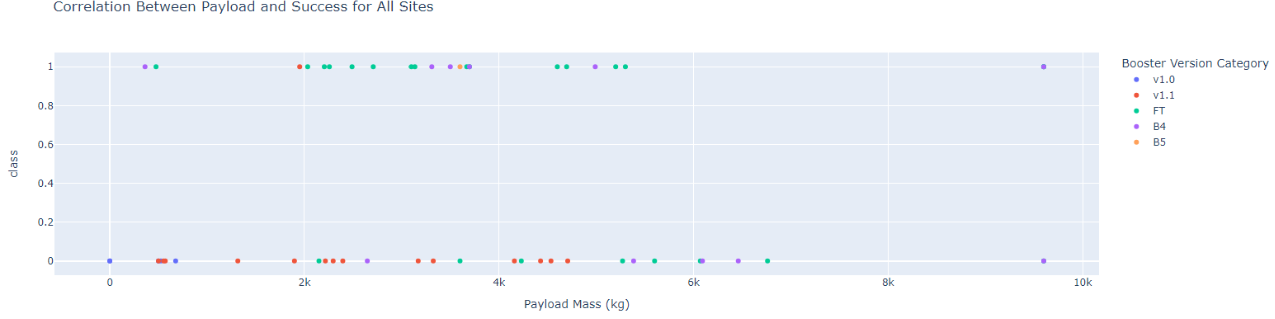 Correlation Between Payload and Success for All Sites
1
0.8
0.6
0.4
0.2
0
class
0
2k
4k
6k
8k
10k
Payload Mass (kg)
Booster Version Category
v1.0
v1.1
FT
B4
B5